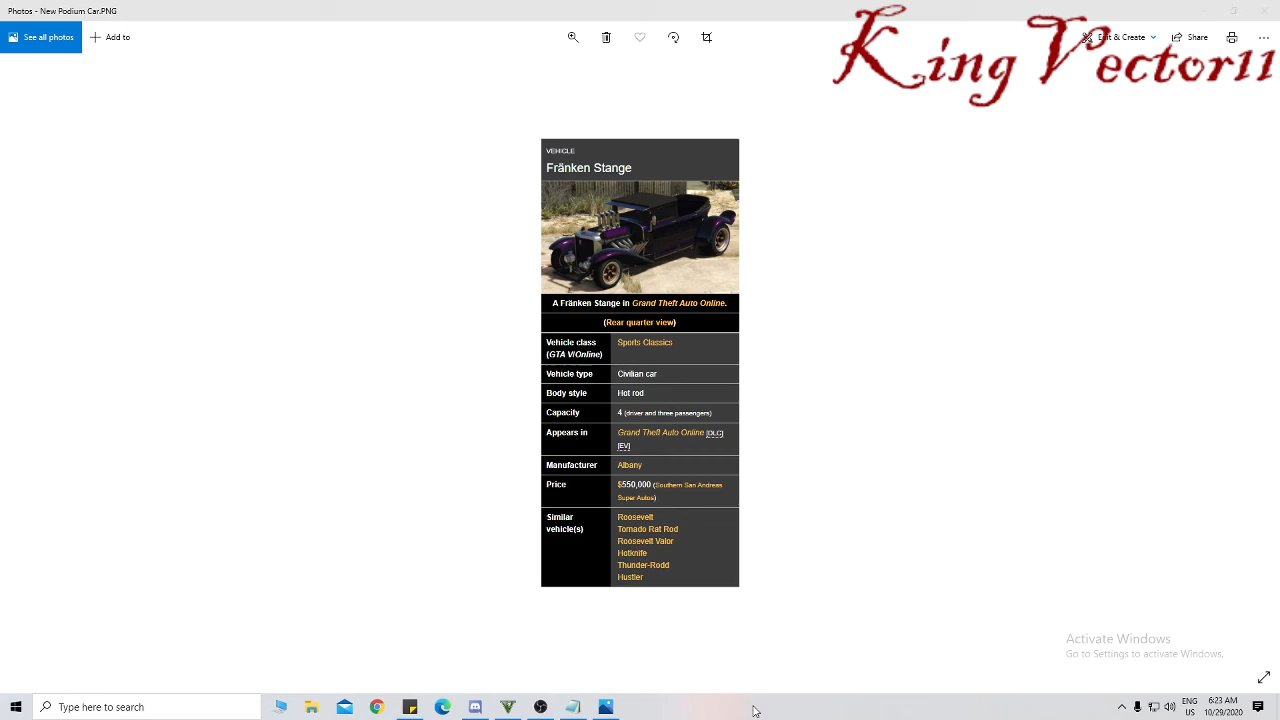 Photos - New Podium Car.PNG
See all photos
Add to
Edit & Create
Share
King Vector11
VEHICLE
Fränken Stange
A Fränken Stange in Grand Theft Auto Online.
(Rear quarter view)
Vehicle class Sports Classics
(GTA V/Online)
Vehicle type Civilian car
Body style Hot rod
Capacity 4 (driver and three passengers)
Appears in Grand Theft Auto Online [DLC]
[EV]
Manufacturer Albany
Price $550,000 (Southern San Andreas
Super Autos)
Similar Roosevelt
vehicle(s) Tornado Rat Rod
Roosevelt Valor
Hotknife
Thunder-Rodd
Hustler
Activate Windows
Go to Settings to activate Windows.
Type here to search
ENG 6:23 AM
US 10/29/2020